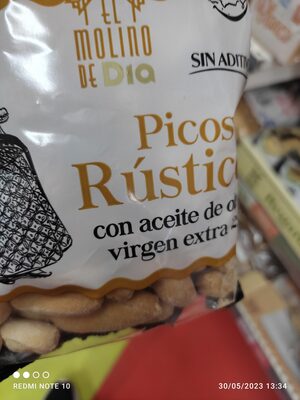 EL
MOLINO
DE Dia
SIN ADIT
Picos
Rústic
con aceite de o
virgen extra
REDMI NOTE 10
30/05/2023 13:34